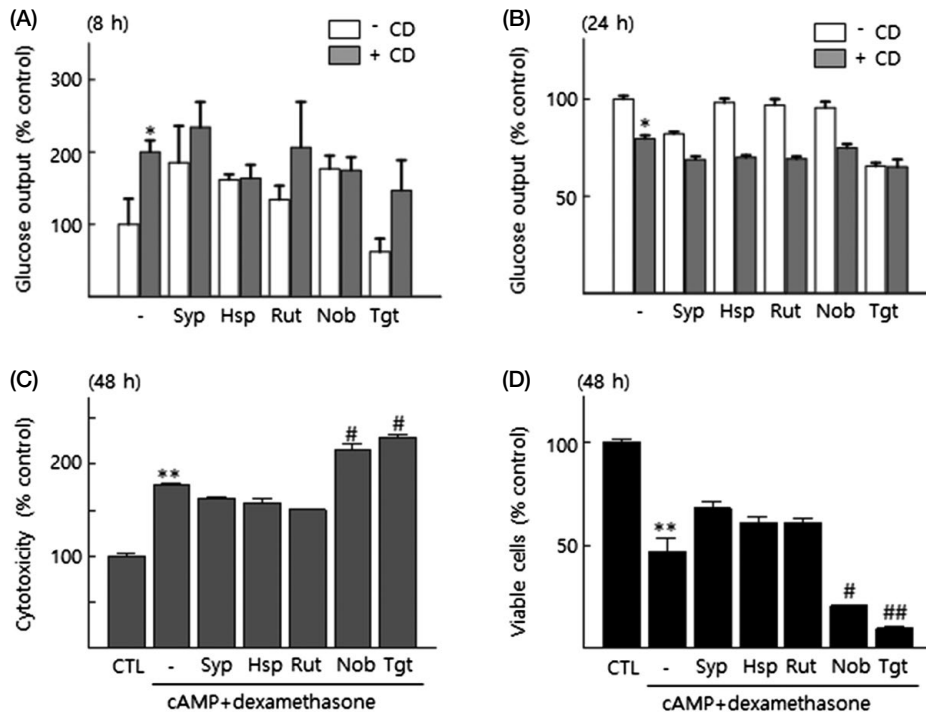 (A)
(8 h)
- CD
+ CD
Glucose output (% control)
300
200
100
*
- Syp Hsp Rut Nob Tgt
(B)
(24 h)
- CD
+ CD
Glucose output (% control)
100
50
*
- Syp Hsp Rut Nob Tgt
(C)
(48 h)
Cytotoxicity (% control)
200
100
**
#
#
CTL - Syp Hsp Rut Nob Tgt
cAMP+dexamethasone
(D)
(48 h)
Viable cells (% control)
100
50
**
#
##
CTL - Syp Hsp Rut Nob Tgt
cAMP+dexamethasone